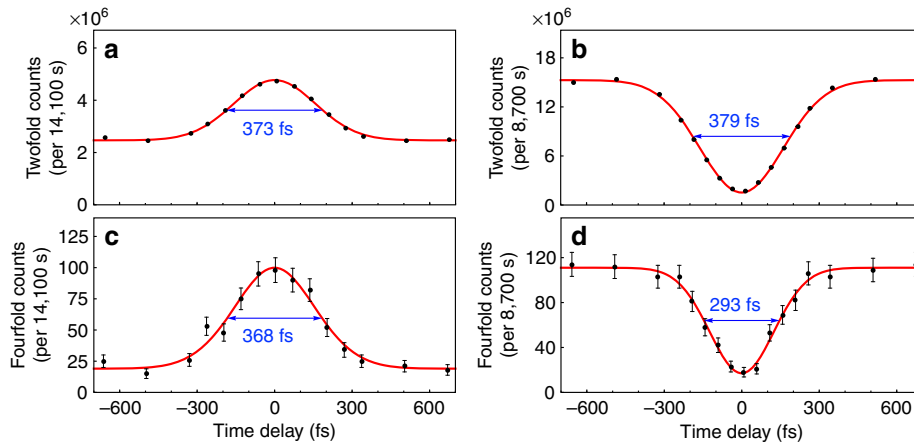 ×10⁶
a
6
4
2
0
Twofold counts
(per 14,100 s)
373 fs
×10⁶
b
18
12
6
0
Twofold counts
(per 8,700 s)
379 fs
c
125
100
75
50
25
0
Fourfold counts
(per 14,100 s)
368 fs
−600 −300 0 300 600
Time delay (fs)
d
120
80
40
0
Fourfold counts
(per 8,700 s)
293 fs
−600 −300 0 300 600
Time delay (fs)